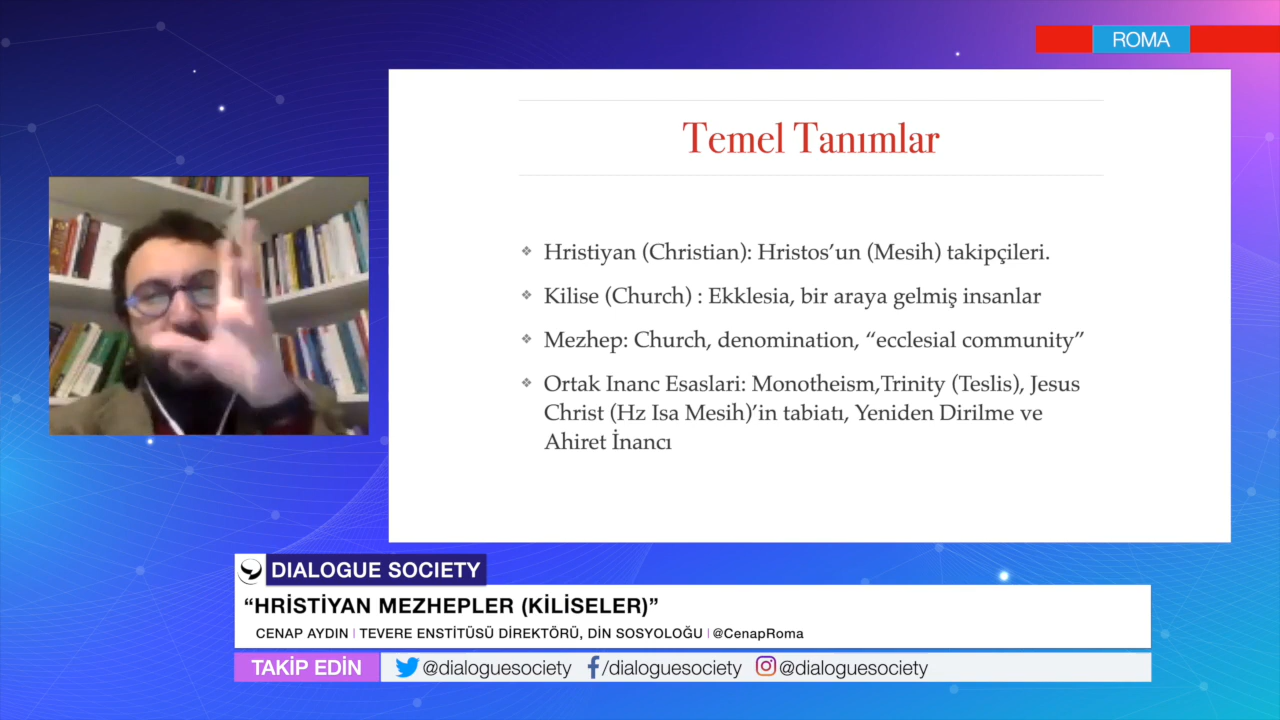 ROMA
Temel Tanımlar
Hristiyan (Christian): Hristos’un (Mesih) takipçileri.
Kilise (Church) : Ekklesia, bir araya gelmiş insanlar
Mezhep: Church, denomination, “ecclesial community”
Ortak Inanc Esaslari: Monotheism,Trinity (Teslis), Jesus
Christ (Hz Isa Mesih)’in tabiatı, Yeniden Dirilme ve
Ahiret İnancı
DIALOGUE SOCIETY
“HRİSTİYAN MEZHEPLER (KİLİSELER)”
CENAP AYDIN | TEVERE ENSTİTÜSÜ DİREKTÖRÜ, DİN SOSYOLOĞU | @CenapRoma
TAKİP EDİN @dialoguesociety /dialoguesociety @dialoguesociety